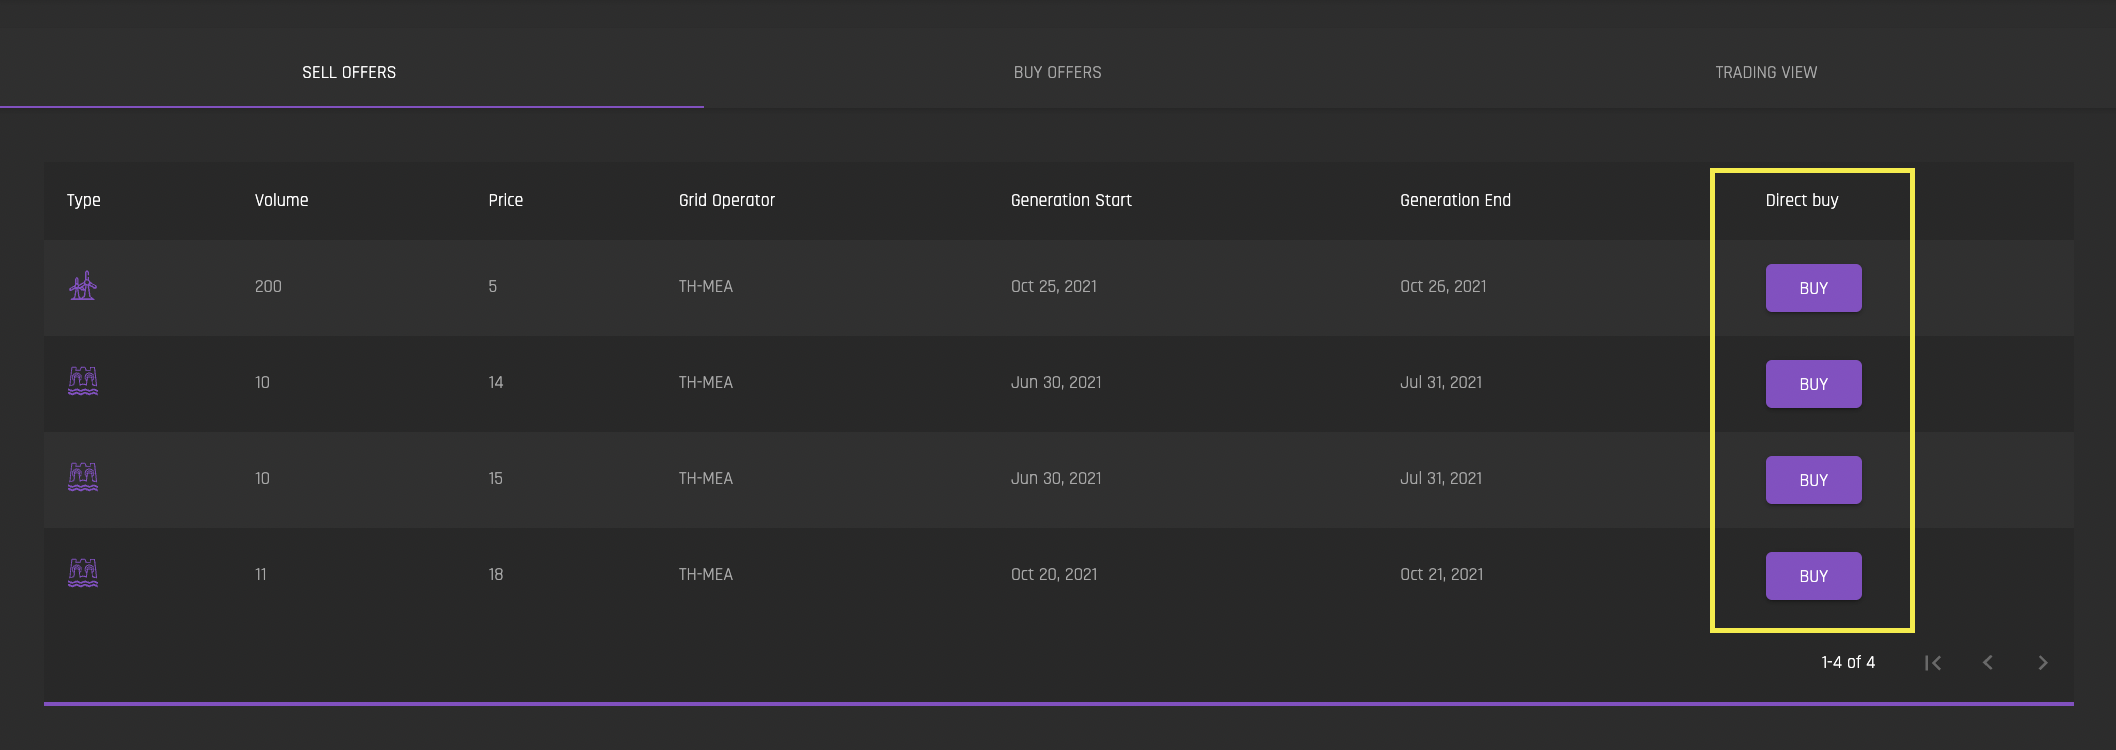 SELL OFFERS BUY OFFERS TRADING VIEW
Type Volume Price Grid Operator Generation Start Generation End Direct buy
200 5 TH-MEA Oct 25, 2021 Oct 26, 2021 BUY
10 14 TH-MEA Jun 30, 2021 Jul 31, 2021 BUY
10 15 TH-MEA Jun 30, 2021 Jul 31, 2021 BUY
11 18 TH-MEA Oct 20, 2021 Oct 21, 2021 BUY
1-4 of 4